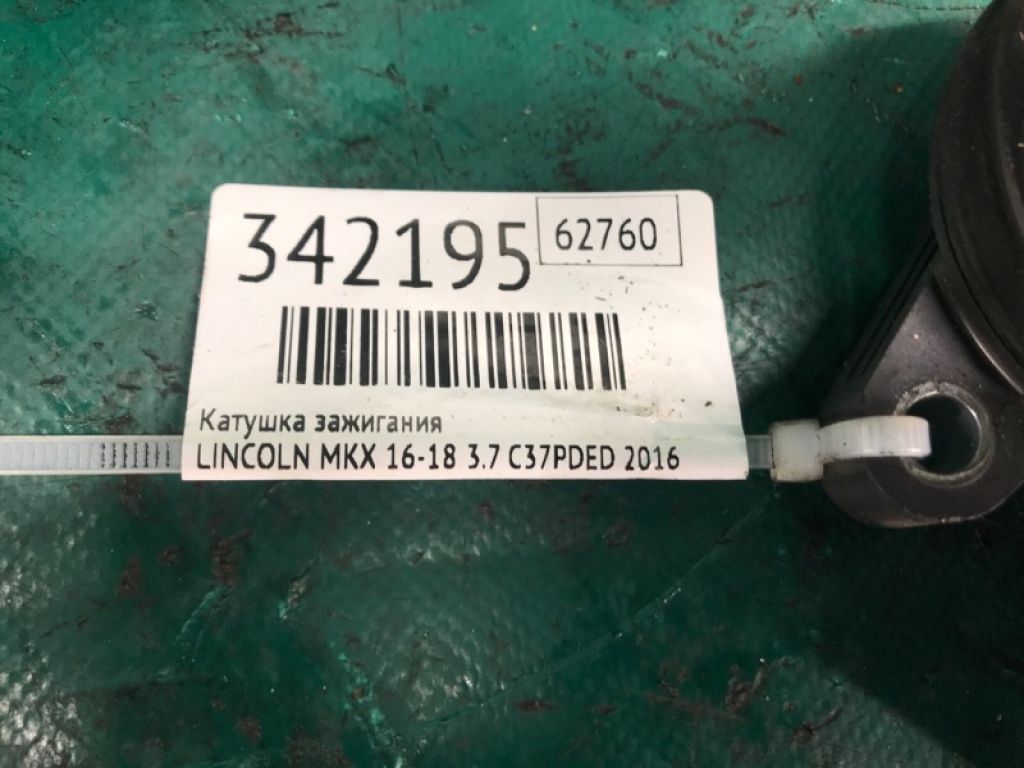 342195
62760
Катушка зажигания
LINCOLN MKX 16-18 3.7 C37PDED 2016